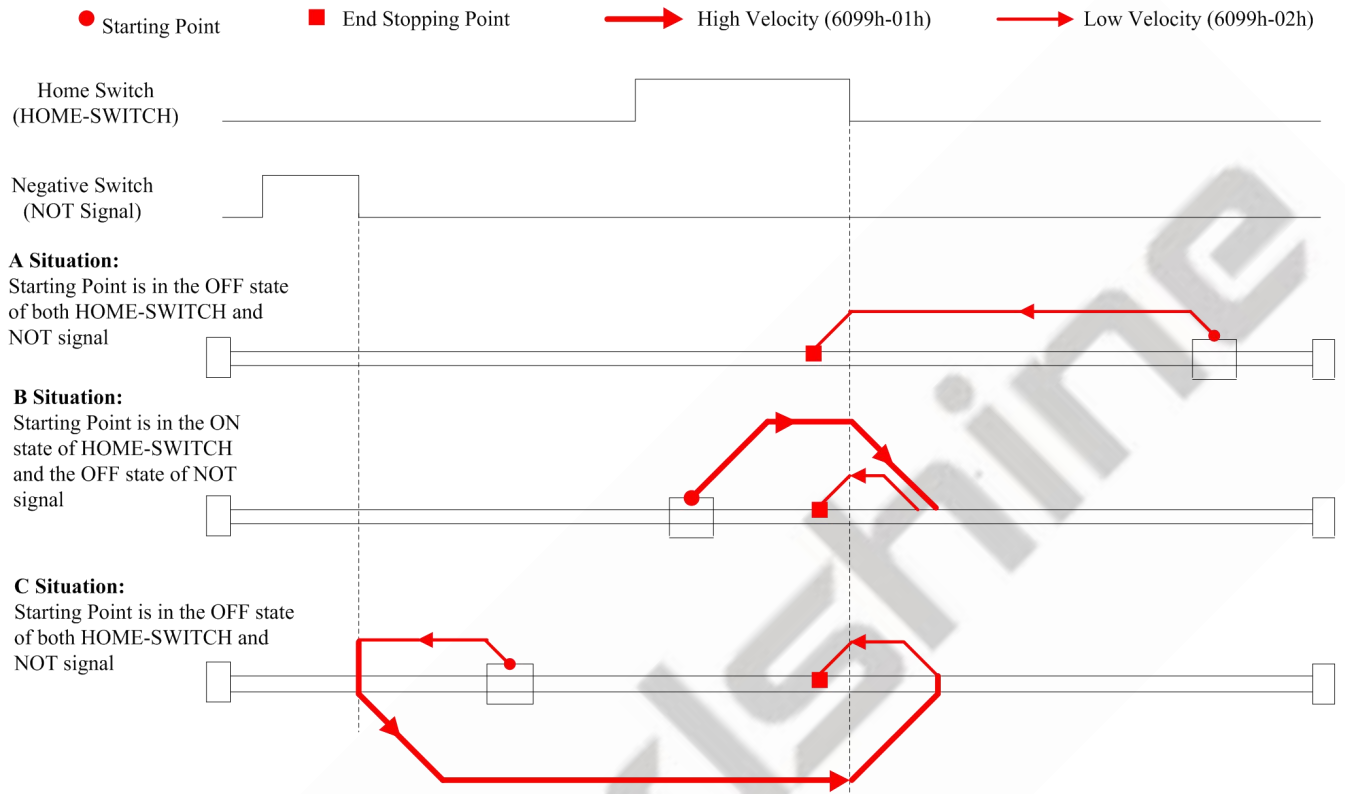 Starting Point
End Stopping Point
High Velocity (6099h-01h)
Low Velocity (6099h-02h)
Home Switch
(HOME-SWITCH)
Negative Switch
(NOT Signal)
A Situation:
Starting Point is in the OFF state
of both HOME-SWITCH and
NOT signal
B Situation:
Starting Point is in the ON
state of HOME-SWITCH
and the OFF state of NOT
signal
C Situation:
Starting Point is in the OFF state
of both HOME-SWITCH and
NOT signal